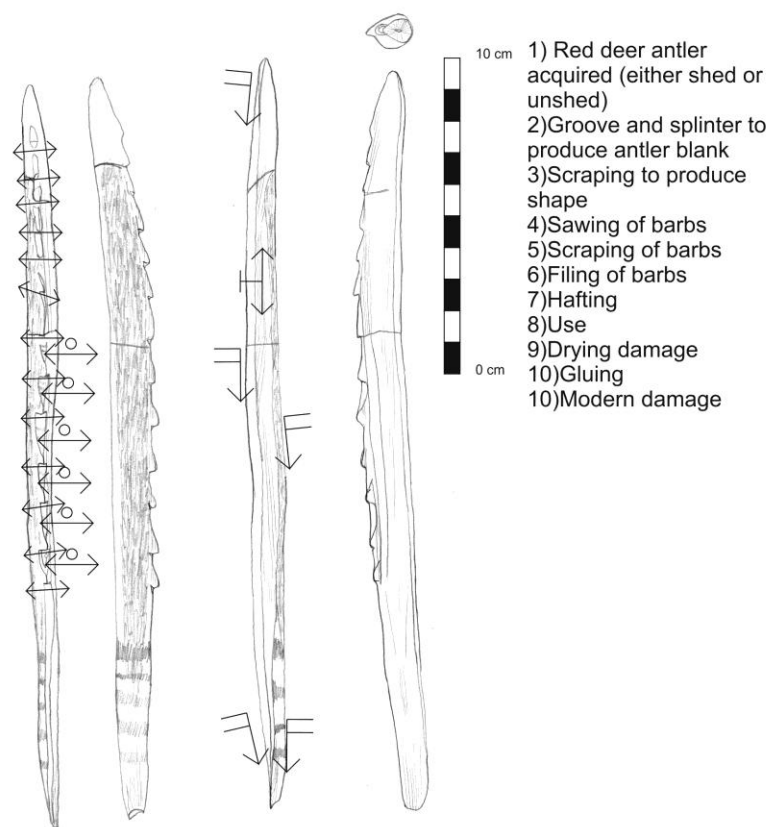 10 cm
0 cm
1) Red deer antler
acquired (either shed or
unshed)
2)Groove and splinter to
produce antler blank
3)Scraping to produce
shape
4)Sawing of barbs
5)Scraping of barbs
6)Filing of barbs
7)Hafting
8)Use
9)Drying damage
10)Gluing
10)Modern damage